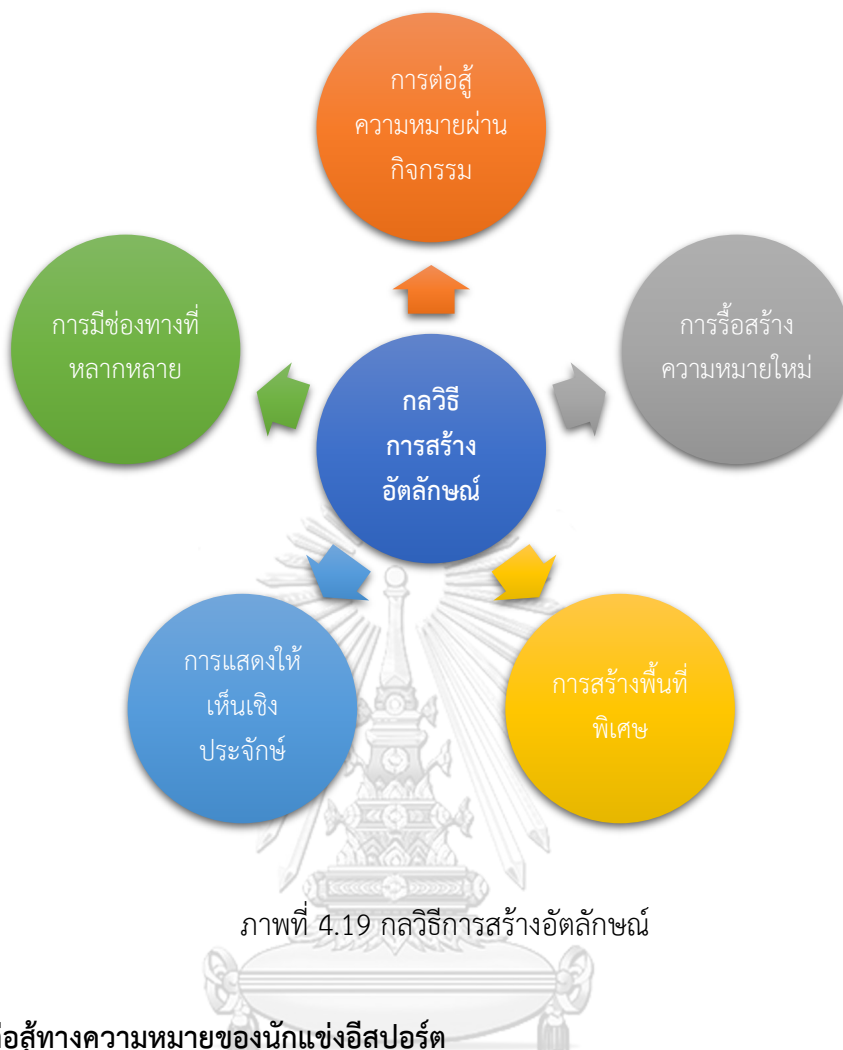 การต่อสู้
ความหมายผ่าน
กิจกรรม
การมีช่องทางที่
หลากหลาย
การรื้อสร้าง
ความหมายใหม่
กลวิธี
การสร้าง
อัตลักษณ์
การแสดงให้
เห็นเชิง
ประจักษ์
การสร้างพื้นที่
พิเศษ
ภาพที่ 4.19 กลวิธีการสร้างอัตลักษณ์
อสู้ทางความหมายของนักแข่งอีสปอร์ต